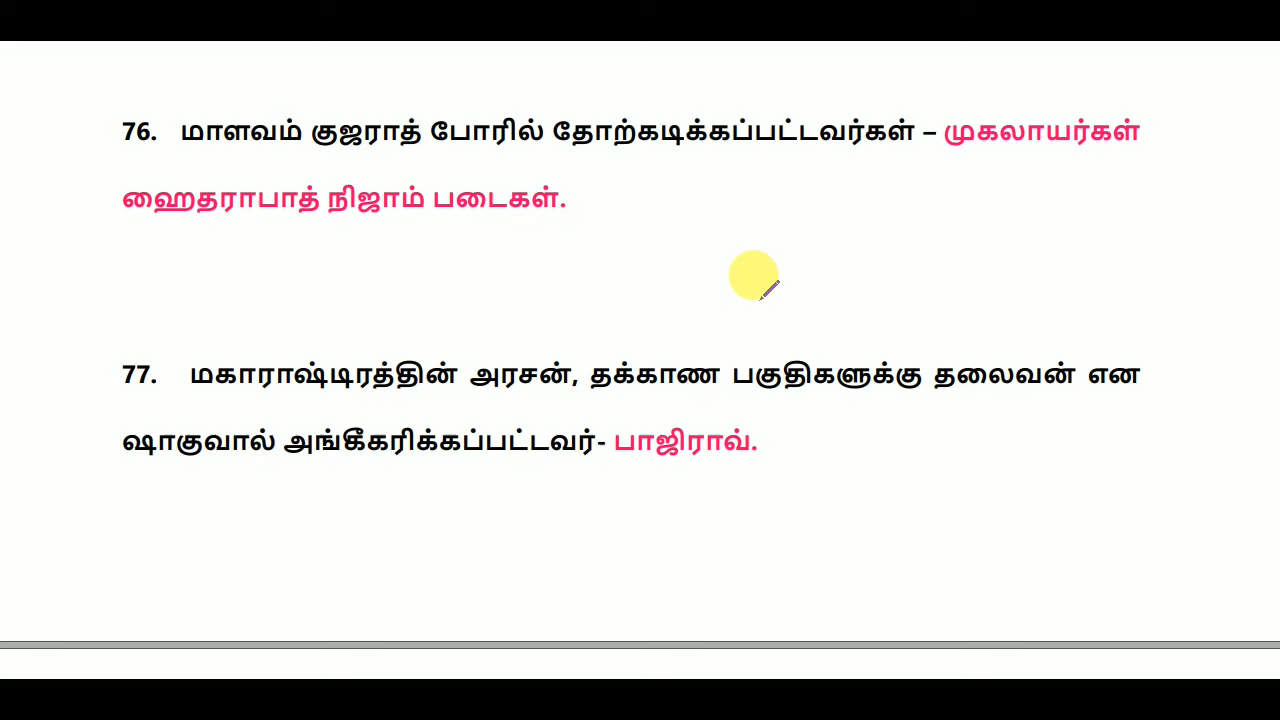 76. மாளவம் குஜராத் போரில் தோற்கடிக்கப்பட்டவர்கள் – முகலாயர்கள்
ஹைதராபாத் நிஜாம் படைகள்.
77. மகாராஷ்டிரத்தின் அரசன், தக்காண பகுதிகளுக்கு தலைவன் என
ஷாகுவால் அங்கீகரிக்கப்பட்டவர்- பாஜிராவ்.